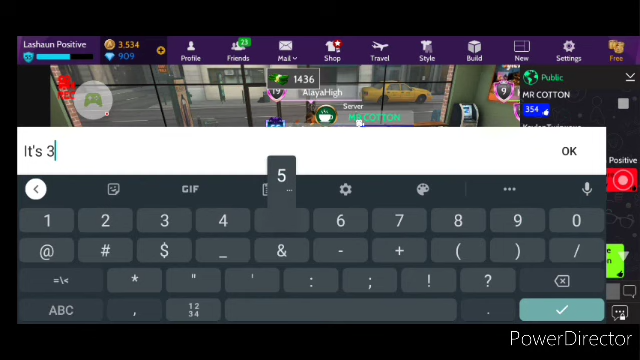 Lashaun Positive
3.534
909
Profile
23
Friends
Mail
Shop
Travel
Style
Build
New
Settings
Free
1436
AlayaHigh
Server
MR COTTON
9
Public
MR COTTON
354
Positive
It's 3
OK
GIF
5
1 2 3 4 6 7 8 9 0
@ # $ _ & - + ( ) /
=\< * " ' : ; ! ?
ABC , 12 34 .
PowerDirector